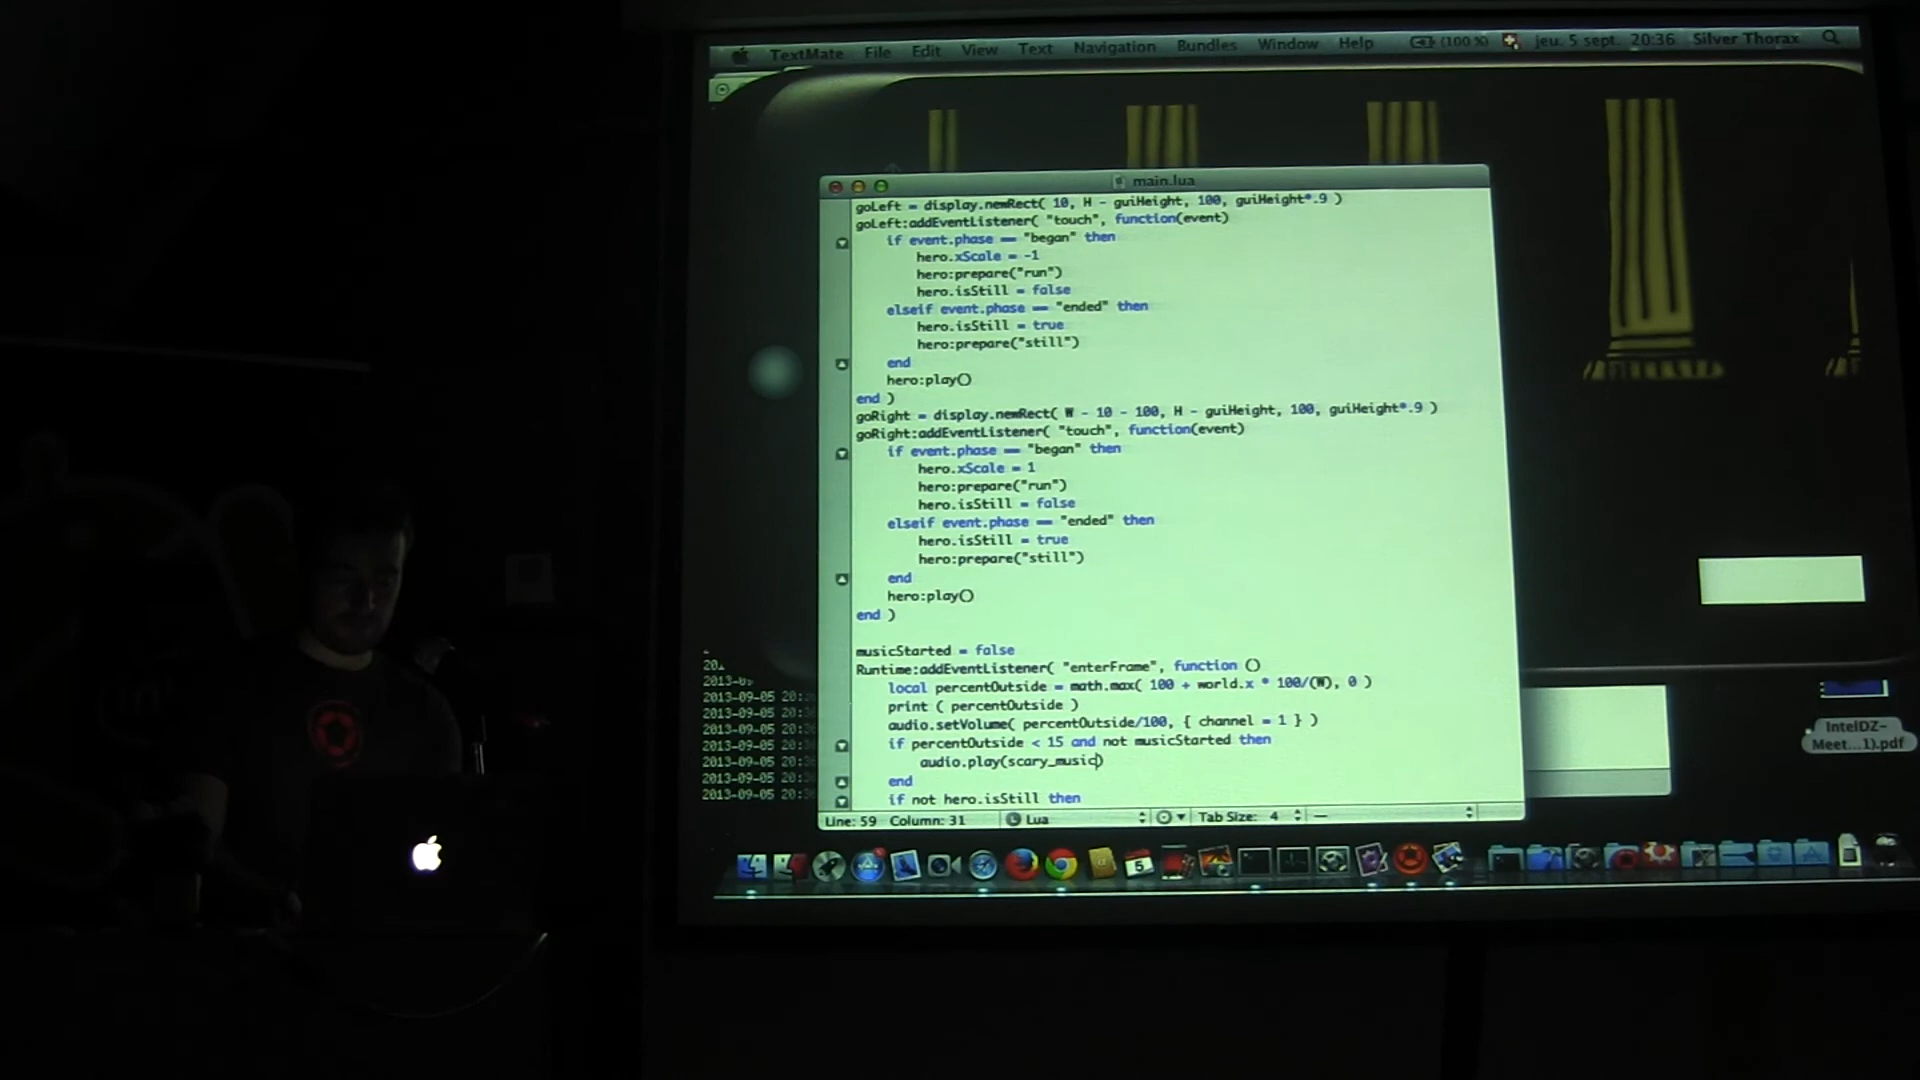 TextMate File Edit View Text Navigation Bundles Window Help (100 %) jeu. 5 sept. 20:36 Silver Thorax
main.lua
goLeft = display.newRect( 10, H - guiHeight, 100, guiHeight*.9 )
goLeft:addEventListener( "touch", function(event)
if event.phase == "began" then
hero.xScale = -1
hero:prepare("run")
hero.isStill = false
elseif event.phase == "ended" then
hero.isStill = true
hero:prepare("still")
end
hero:play()
end )
goRight = display.newRect( W - 10 - 100, H - guiHeight, 100, guiHeight*.9 )
goRight:addEventListener( "touch", function(event)
if event.phase == "began" then
hero.xScale = 1
hero:prepare("run")
hero.isStill = false
elseif event.phase == "ended" then
hero.isStill = true
hero:prepare("still")
end
hero:play()
end )
musicStarted = false
Runtime:addEventListener( "enterFrame", function ()
local percentOutside = math.max( 100 + world.x * 100/(W), 0 )
print ( percentOutside )
audio.setVolume( percentOutside/100, { channel = 1 } )
if percentOutside < 15 and not musicStarted then
audio.play(scary_music)
end
if not hero.isStill then
Line: 59 Column: 31 Lua Tab Size: 4
2013-09-05 20:
2013-09-05 20:
2013-09-05 20:
2013-09-05 20:
2013-09-05 20:
2013-09-05 20:
2013-09-05 20:
IntelDZ-
Meet...1).pdf
5